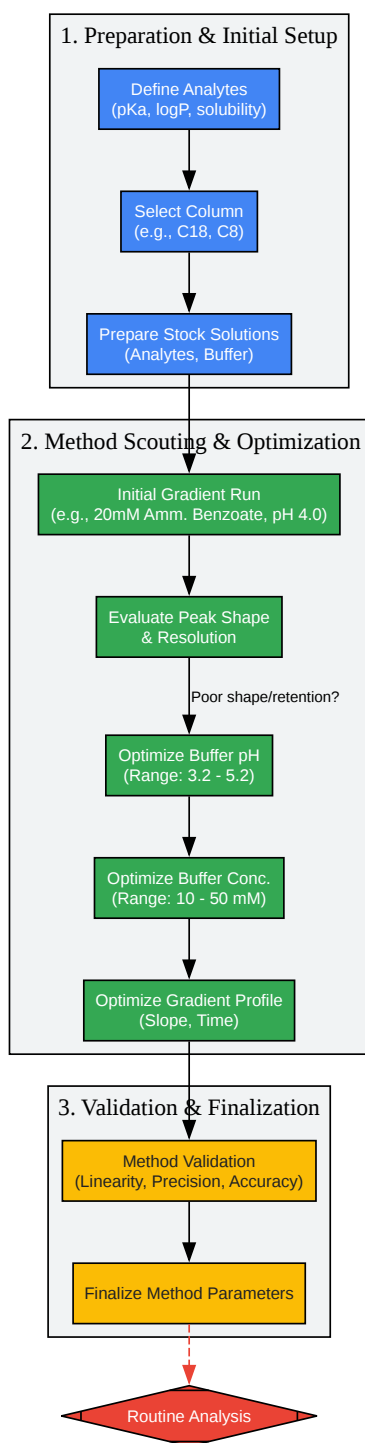 1. Preparation & Initial Setup
Define Analytes
(pKa, logP, solubility)
Select Column
(e.g., C18, C8)
Prepare Stock Solutions
(Analytes, Buffer)
2. Method Scouting & Optimization
Initial Gradient Run
(e.g., 20mM Amm. Benzoate, pH 4.0)
Evaluate Peak Shape
& Resolution
Poor shape/retention?
Optimize Buffer pH
(Range: 3.2 - 5.2)
Optimize Buffer Conc.
(Range: 10 - 50 mM)
Optimize Gradient Profile
(Slope, Time)
3. Validation & Finalization
Method Validation
(Linearity, Precision, Accuracy)
Finalize Method Parameters
Routine Analysis